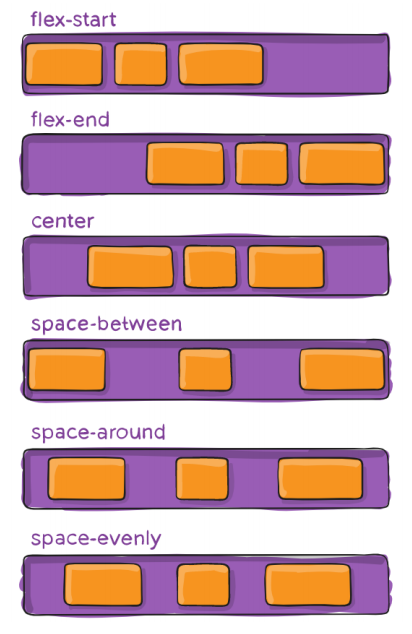 flex-start
flex-end
center
space-between
space-around
space-evenly